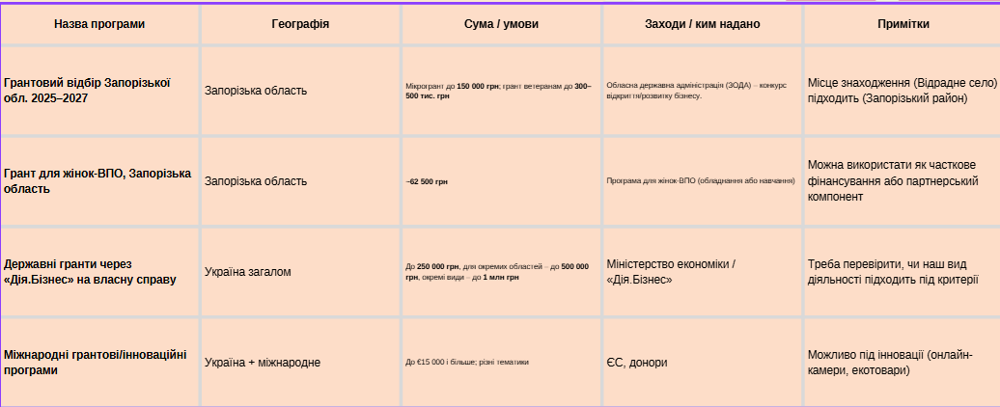 Назва програми
Географія
Сума / умови
Заходи / ким надано
Примітки
Грантовий відбір Запорізької
обл. 2025–2027
Запорізька область
Мікрогрант до 150 000 грн; грант ветеранам до 300–
500 тис. грн
Обласна державна адміністрація (ЗОДА) – конкурс
відкриття/розвитку бізнесу.
Місце знаходження (Відрадне село)
підходить (Запорізький район)
Грант для жінок-ВПО, Запорізька
область
Запорізька область
~62 500 грн
Програма для жінок-ВПО (обладнання або навчання)
Можна використати як часткове
фінансування або партнерський
компонент
Державні гранти через
«Дія.Бізнес» на власну справу
Україна загалом
До 250 000 грн, для окремих областей – до 500 000
грн, окремі види – до 1 млн грн
Міністерство економіки /
«Дія.Бізнес»
Треба перевірити, чи наш вид
діяльності підходить під критерії
Міжнародні грантові/інноваційні
програми
Україна + міжнародне
До €15 000 і більше; різні тематики
ЄС, донори
Можливо під інновації (онлайн-
камери, екотовари)